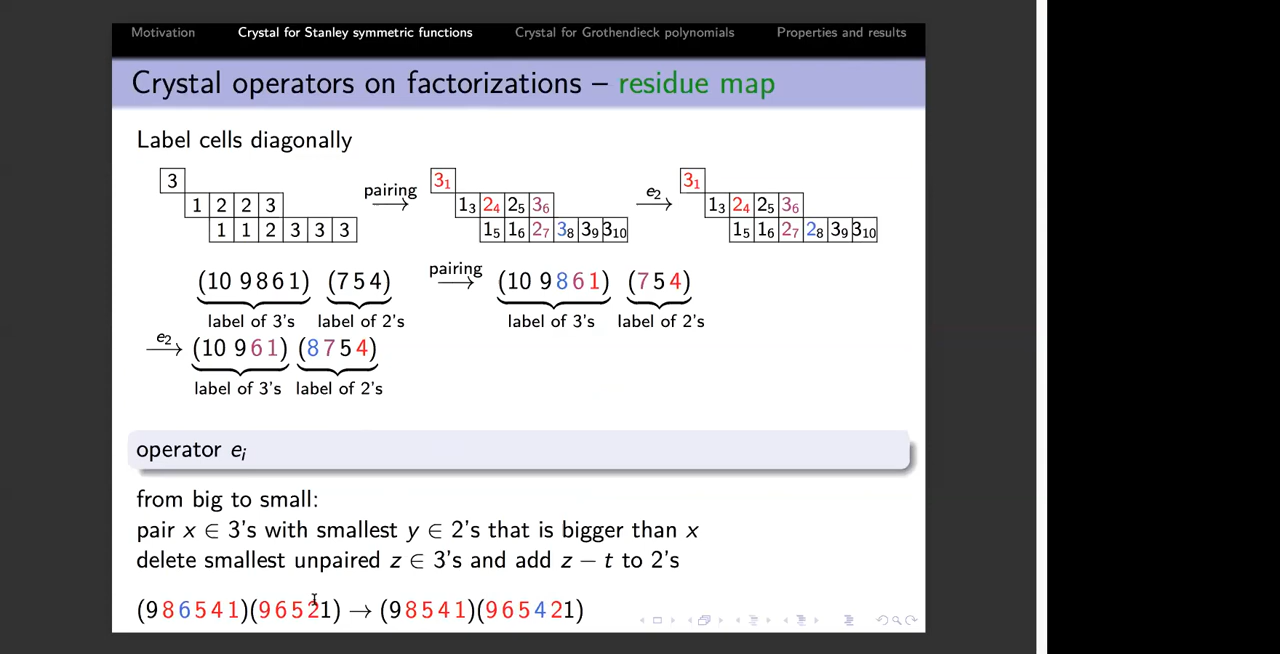 Motivation Crystal for Stanley symmetric functions Crystal for Grothendieck polynomials Properties and results
Crystal operators on factorizations – residue map
Label cells diagonally
3 pairing → 3₁ e₂ → 3₁
1 2 2 3 1₃ 2₄ 2₅ 3₆ 1₃ 2₄ 2₅ 3₆
1 1 2 3 3 3 1₅ 1₆ 2₇ 3₈ 3₉ 3₁₀ 1₅ 1₆ 2₇ 2₈ 3₉ 3₁₀
(10 9 8 6 1) (7 5 4) pairing → (10 9 8 6 1) (7 5 4)
label of 3's label of 2's label of 3's label of 2's
e₂ → (10 9 6 1) (8 7 5 4)
label of 3's label of 2's
operator eᵢ
from big to small:
pair x ∈ 3's with smallest y ∈ 2's that is bigger than x
delete smallest unpaired z ∈ 3's and add z − t to 2's
(9 8 6 5 4 1)(9 6 5 2 1) → (9 8 5 4 1)(9 6 5 4 2 1)